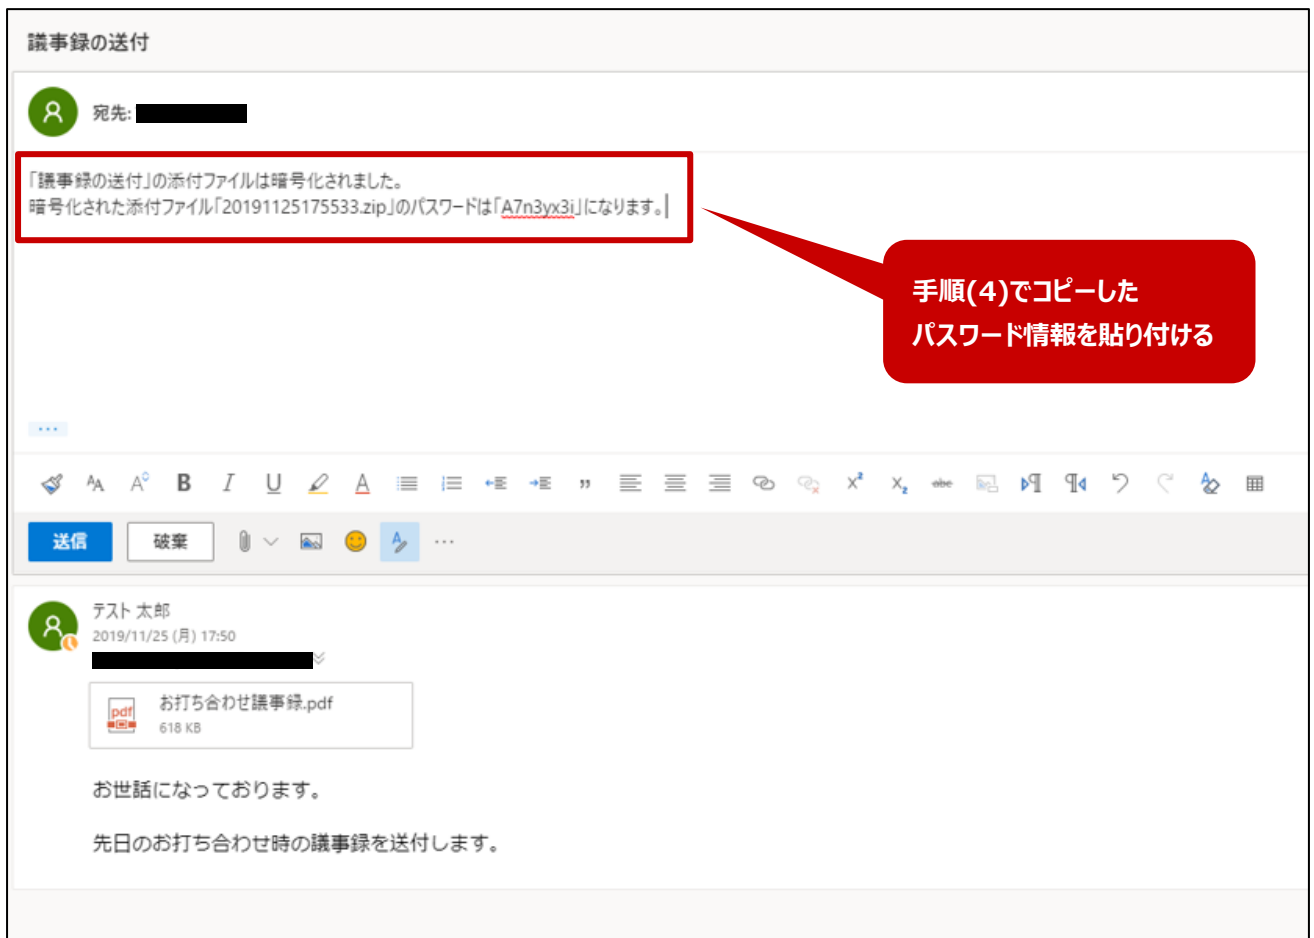 議事録の送付
宛先:
「議事録の送付」の添付ファイルは暗号化されました。
暗号化された添付ファイル「20191125175533.zip」のパスワードは「A7n3yx3i」になります。
手順(4)でコピーした
パスワード情報を貼り付ける
送信
破棄
テスト 太郎
2019/11/25 (月) 17:50
pdf
お打ち合わせ議事録.pdf
618 KB
お世話になっております。
先日のお打ち合わせ時の議事録を送付します。